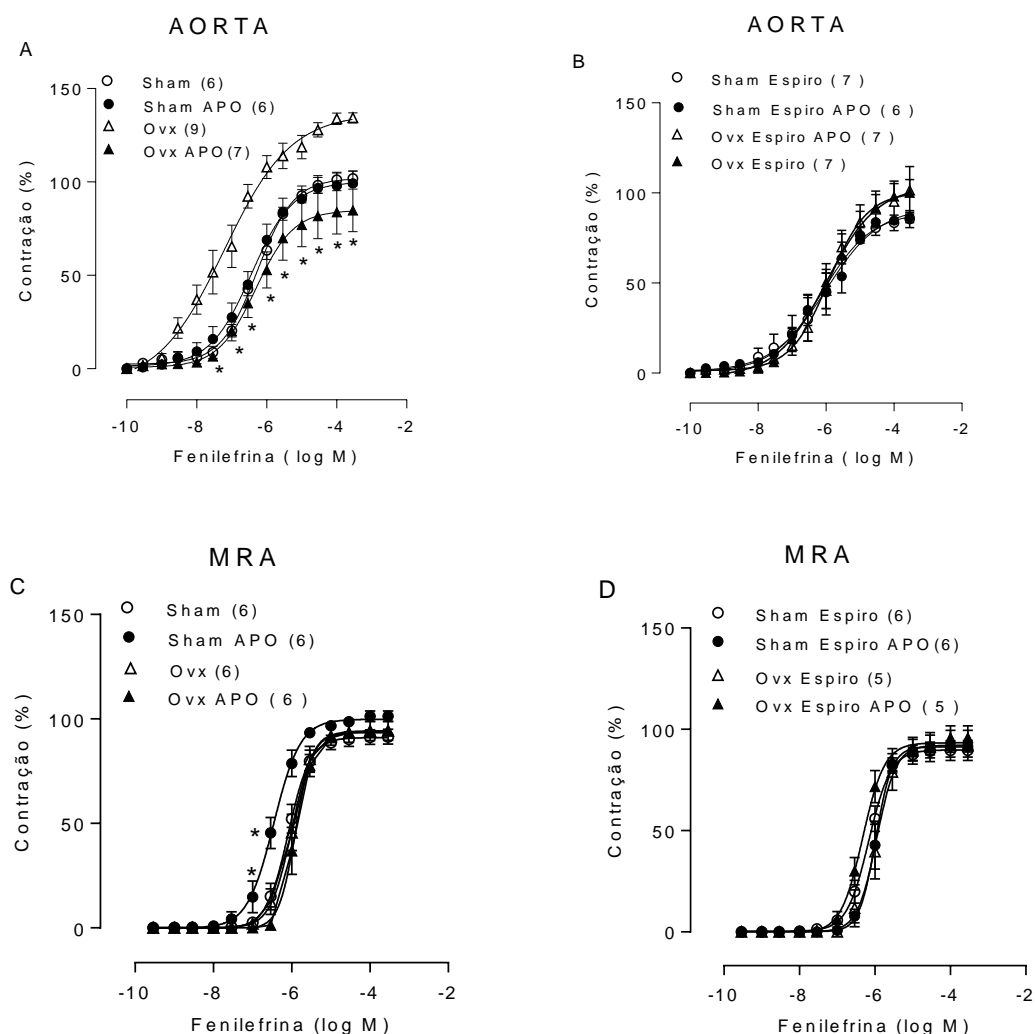 AORTA
A
Sham (6)
Sham APO (6)
Ovx (9)
Ovx APO(7)
150
100
50
0
Contração (%)
* * * * * * * * *
-10 -8 -6 -4 -2
Fenilefrina ( log M)
AORTA
B
Sham Espiro ( 7 )
Sham Espiro APO ( 6 )
Ovx Espiro APO ( 7 )
Ovx Espiro ( 7 )
150
100
50
0
Contração (%)
-10 -8 -6 -4 -2
Fenilefrina ( log M)
MRA
C
Sham (6)
Sham APO (6)
Ovx (6)
Ovx APO ( 6 )
150
100
50
0
Contração (%)
*
*
-10 -8 -6 -4 -2
Fenilefrina (log M)
MRA
D
Sham Espiro (6)
Sham Espiro APO(6)
Ovx Espiro (5)
Ovx Espiro APO ( 5 )
150
100
50
0
Contração (%)
-10 -8 -6 -4 -2
Fenilefrina (log M)